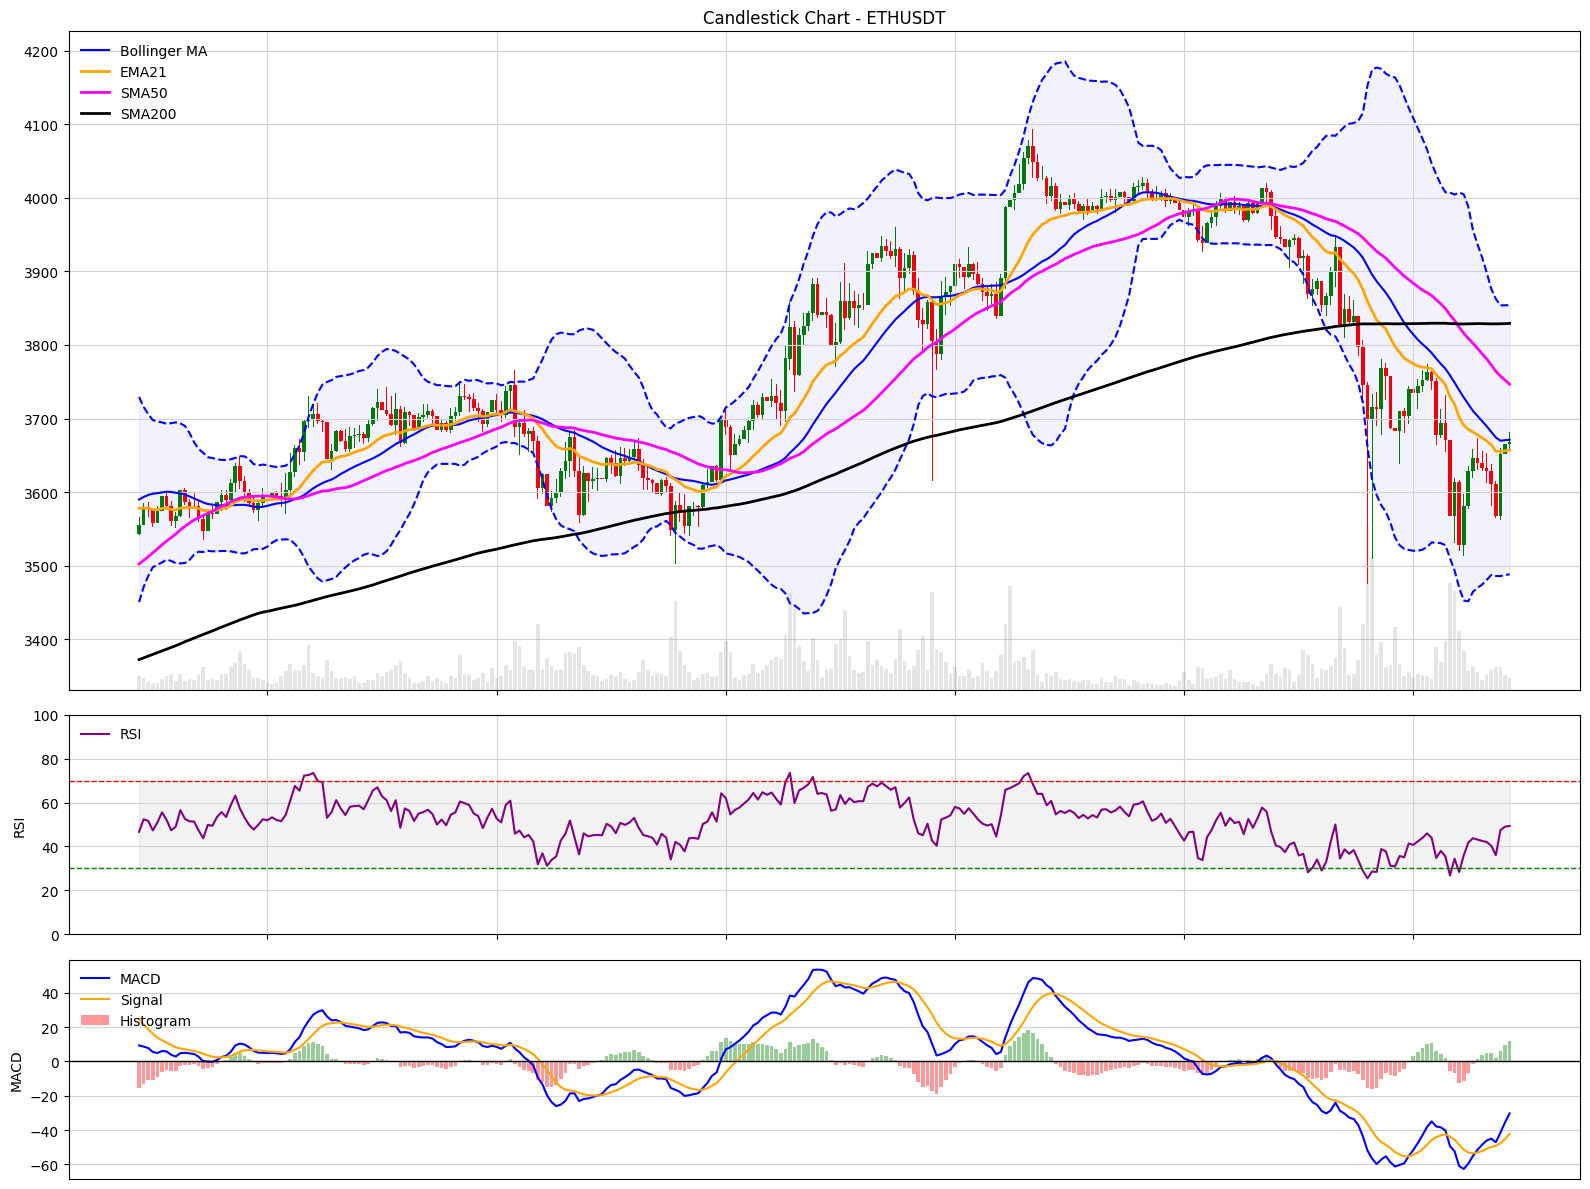 Candlestick Chart - ETHUSDT
Bollinger MA
EMA21
SMA50
SMA200
4200
4100
4000
3900
3800
3700
3600
3500
3400
RSI
RSI
100
80
60
40
20
0
MACD
Signal
Histogram
MACD
40
20
0
−20
−40
−60